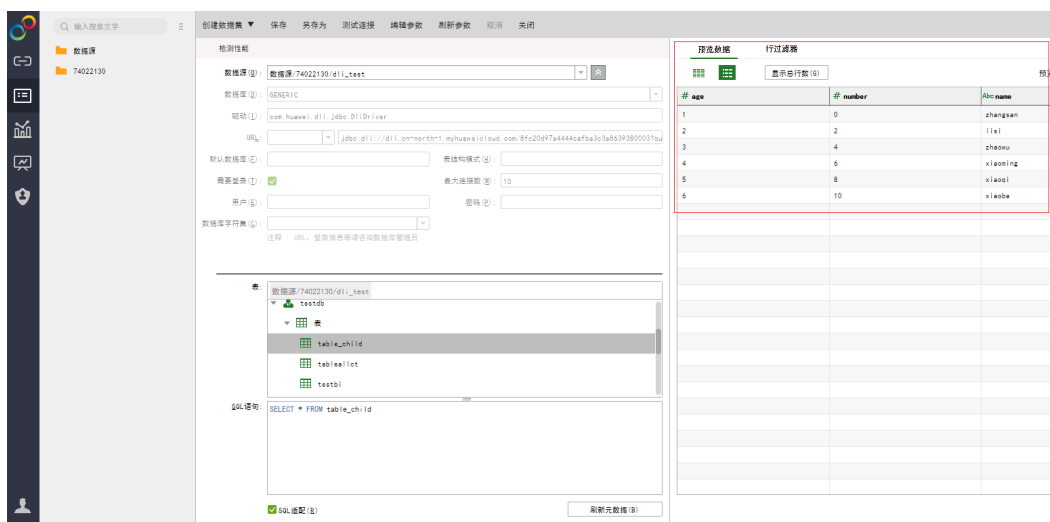 输入搜索文字
数据源
74022130
创建数据集 ▼ 保存 另存为 测试连接 编辑参数 刷新参数 取消 关闭
检测性能
数据源(O): 数据源/74022130/dli_test
数据库(D): GENERIC
驱动(I): com.huawei.dli.jdbc.DliDriver
URL: jdbc:dli://dli.cn-north-1.myhuaweicloud.com/8fc20d97a4444cafba3c3a8639380003?ou
默认数据库(F): 表结构模式(H):
需要登录(T): 最大连接数(M): 10
用户(E): 密码(P):
数据库字符集(G):
注释 : URL、登录信息等请咨询数据库管理员
表: 数据源/74022130/dli_test
testdb
表
table_child
tableallct
testbi
SQL语句: SELECT * FROM table_child
SQL适配(R) 刷新元数据(B)
预览数据 行过滤器
显示总行数(G) 预览
# age # number Abc name
1 0 zhangsan
2 2 lisi
3 4 zhaowu
4 6 xiaoming
5 8 xiaoqi
6 10 xiaoba